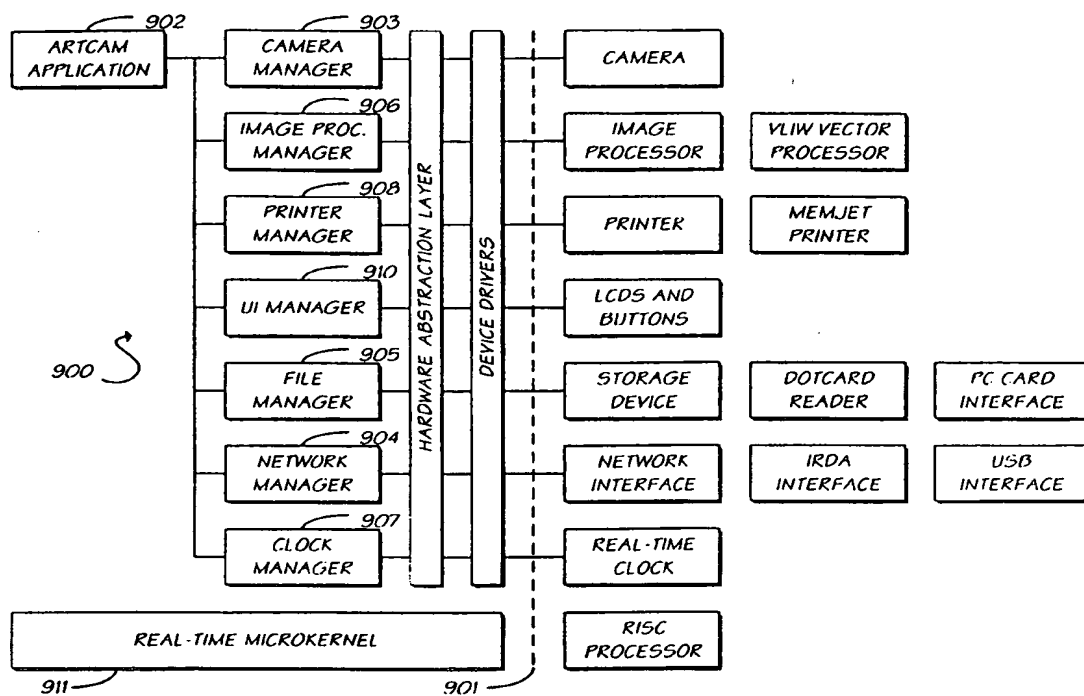 902
ARTCAM
APPLICATION
903
CAMERA
MANAGER
CAMERA
906
IMAGE PROC.
MANAGER
IMAGE
PROCESSOR
VLIW VECTOR
PROCESSOR
908
PRINTER
MANAGER
PRINTER
MEMJET
PRINTER
910
UI MANAGER
LCDS AND
BUTTONS
900
905
FILE
MANAGER
STORAGE
DEVICE
DOTCARD
READER
PC CARD
INTERFACE
904
NETWORK
MANAGER
NETWORK
INTERFACE
IRDA
INTERFACE
USB
INTERFACE
907
CLOCK
MANAGER
REAL-TIME
CLOCK
HARDWARE ABSTRACTION LAYER
DEVICE DRIVERS
REAL-TIME MICROKERNEL
RISC
PROCESSOR
911
901